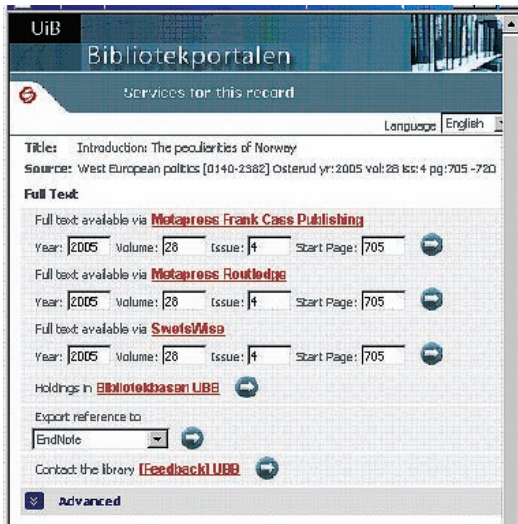 UiB
Bibliotekportalen
Services for this record
Language English
Title: Introduction: The peculiarities of Norway
Source: West European politics [0140-2382] Osterud yr:2005 vol:28 iss:4 pg:705 -720
Full Text
Full text available via Metapress Frank Cass Publishing
Year: 2005 Volume: 28 Issue: 4 Start Page: 705
Full text available via Metapress Routledge
Year: 2005 Volume: 28 Issue: 4 Start Page: 705
Full text available via SwetsWise
Year: 2005 Volume: 28 Issue: 4 Start Page: 705
Holdings in Bibliotekbasen UBB
Export reference to
EndNote
Contact the library [Feedback] UBB
Advanced